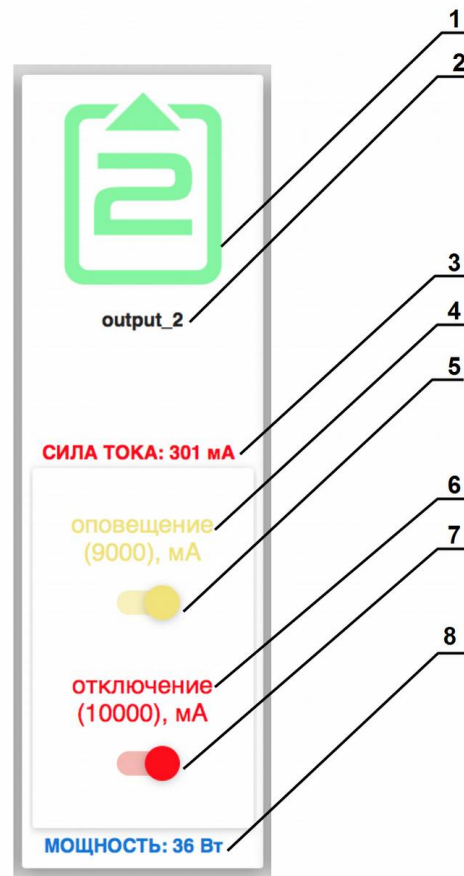 1
2
2
output_2
3
4
5
СИЛА ТОКА: 301 мА
6
оповещение
(9000), мА
7
отключение
(10000), мА
8
МОЩНОСТЬ: 36 Вт